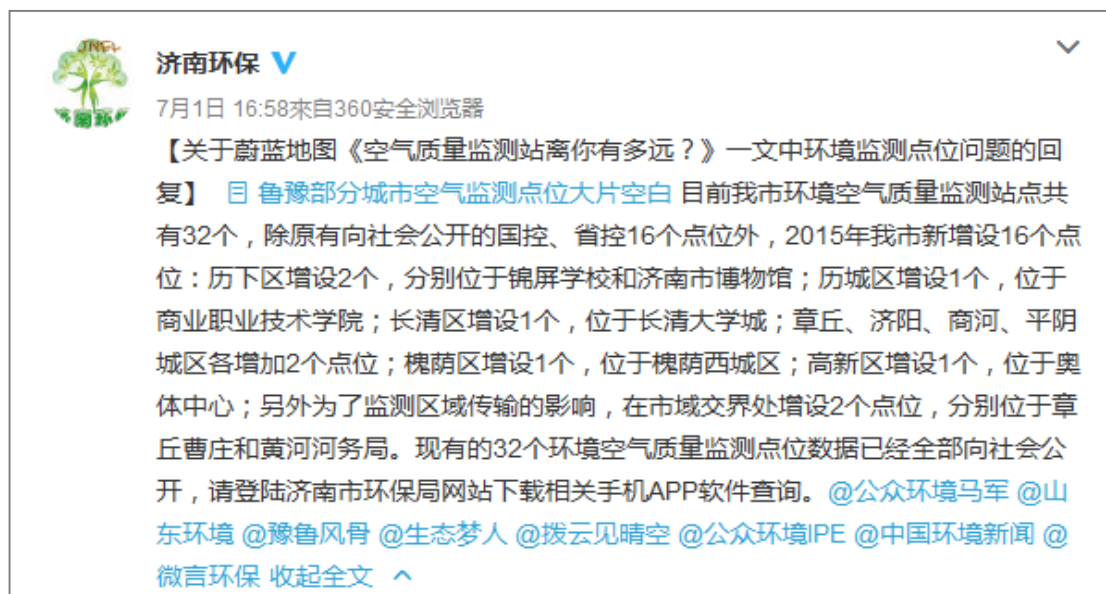 JNEP
济南环保
7月1日 16:58来自360安全浏览器
【关于蔚蓝地图《空气质量监测站离你有多远？》一文中环境监测点位问题的回
复】 鲁豫部分城市空气监测点位大片空白 目前我市环境空气质量监测站点共
有32个，除原有向社会公开的国控、省控16个点位外，2015年我市新增设16个点
位：历下区增设2个，分别位于锦屏学校和济南市博物馆；历城区增设1个，位于
商业职业技术学院；长清区增设1个，位于长清大学城；章丘、济阳、商河、平阴
城区各增加2个点位；槐荫区增设1个，位于槐荫西城区；高新区增设1个，位于奥
体中心；另外为了监测区域传输的影响，在市域交界处增设2个点位，分别位于章
丘曹庄和黄河河务局。现有的32个环境空气质量监测点位数据已经全部向社会公
开，请登陆济南市环保局网站下载相关手机APP软件查询。@公众环境马军 @山
东环境 @豫鲁风骨 @生态梦人 @拨云见晴空 @公众环境IPE @中国环境新闻 @
微言环保 收起全文